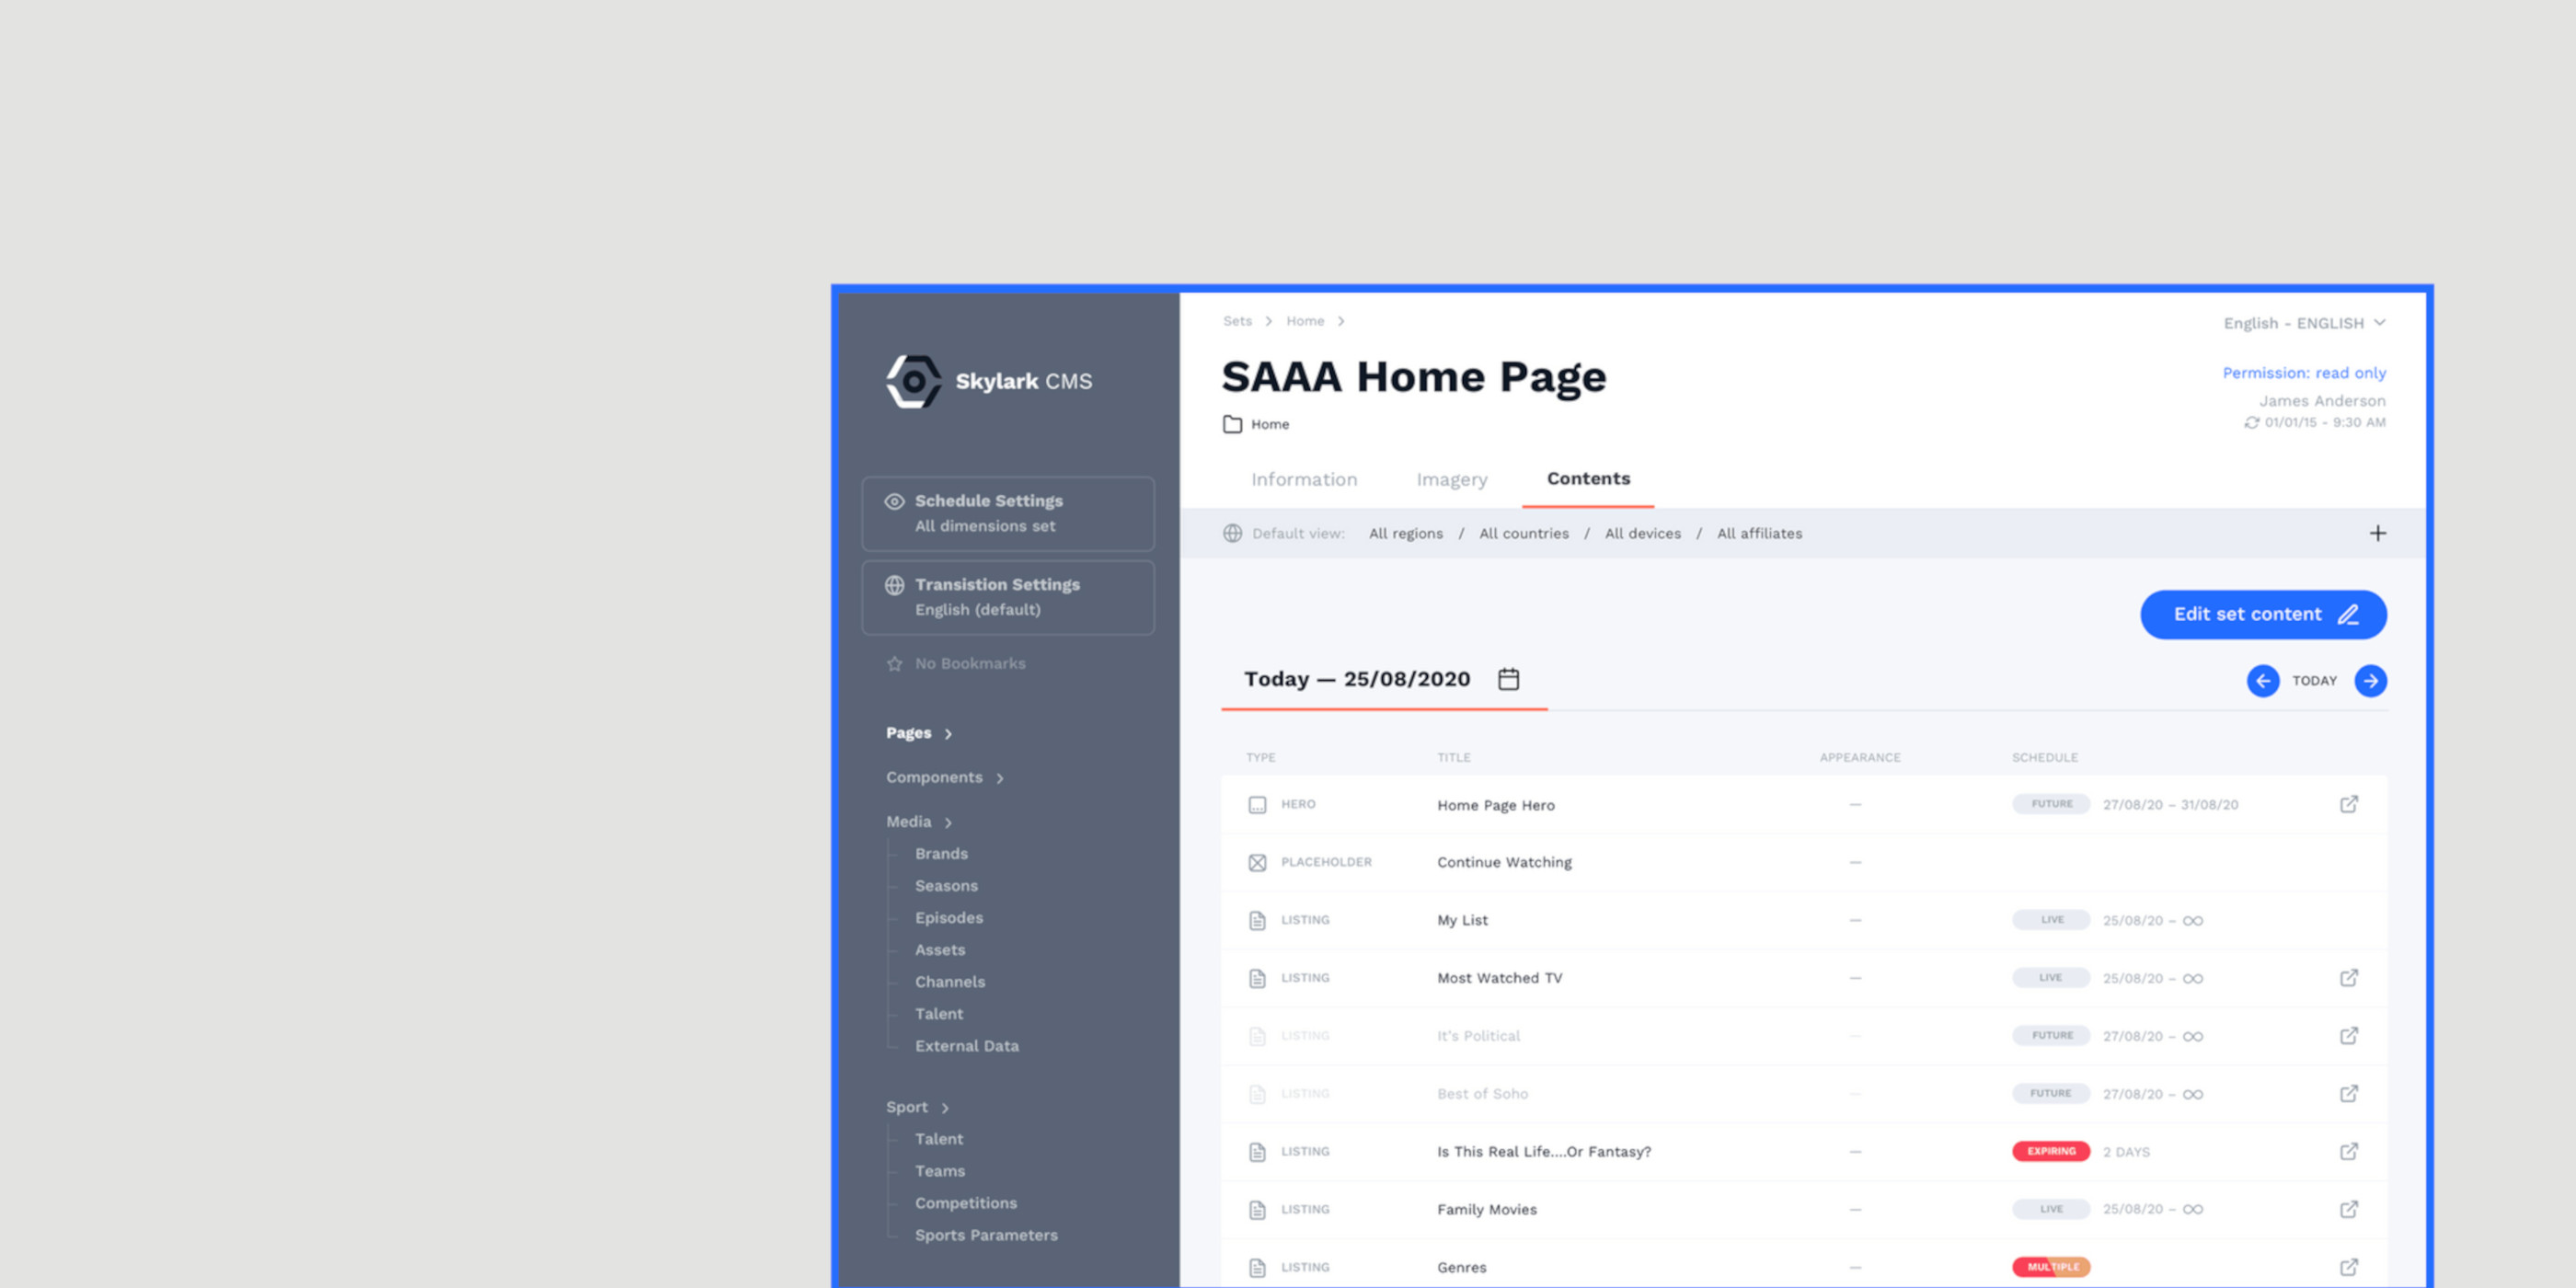 Skylark CMS
Schedule Settings
All dimensions set
Transistion Settings
English (default)
No Bookmarks
Pages
Components
Media
Brands
Seasons
Episodes
Assets
Channels
Talent
External Data
Sport
Talent
Teams
Competitions
Sports Parameters
Sets > Home >
English - ENGLISH
SAAA Home Page
Permission: read only
James Anderson
Home
01/01/15 - 9:30 AM
Information Imagery Contents
Default view: All regions / All countries / All devices / All affiliates +
Edit set content
Today — 25/08/2020
TODAY
TYPE TITLE APPEARANCE SCHEDULE
HERO Home Page Hero — FUTURE 27/08/20 – 31/08/20
PLACEHOLDER Continue Watching —
LISTING My List — LIVE 25/08/20 – ∞
LISTING Most Watched TV — LIVE 25/08/20 – ∞
LISTING It's Political — FUTURE 27/08/20 – ∞
LISTING Best of Soho — FUTURE 27/08/20 – ∞
LISTING Is This Real Life....Or Fantasy? — EXPIRING 2 DAYS
LISTING Family Movies — LIVE 25/08/20 – ∞
LISTING Genres — MULTIPLE